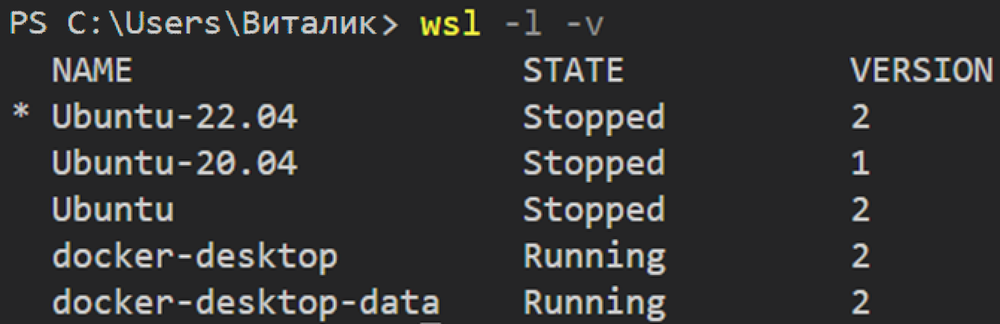 PS C:\Users\Виталик> wsl -l -v
NAME STATE VERSION
* Ubuntu-22.04 Stopped 2
Ubuntu-20.04 Stopped 1
Ubuntu Stopped 2
docker-desktop Running 2
docker-desktop-data Running 2